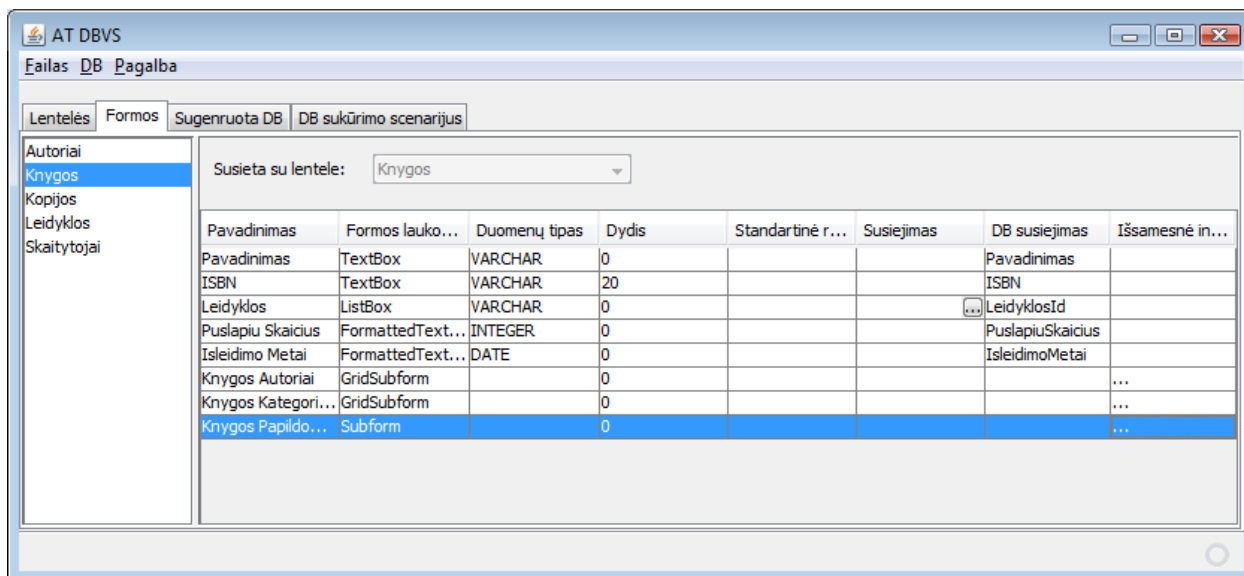 AT DBVS
Failas DB Pagalba
Lentelės Formos Sugenruota DB DB sukūrimo scenarijus
Autoriai
Knygos
Kopijos
Leidyklos
Skaitytojai
Susieta su lentele: Knygos
Pavadinimas Formos lauko... Duomenų tipas Dydis Standartinė r... Susiejimas DB susiejimas Išsamesnė in...
Pavadinimas TextBox VARCHAR 0 Pavadinimas
ISBN TextBox VARCHAR 20 ISBN
Leidyklos ListBox VARCHAR 0 ... LeidyklosId
Puslapiu Skaicius FormattedText... INTEGER 0 PuslapiuSkaicius
Isleidimo Metai FormattedText... DATE 0 IsleidimoMetai
Knygos Autoriai GridSubform 0 ...
Knygos Kategori... GridSubform 0 ...
Knygos Papildo... Subform 0 ...